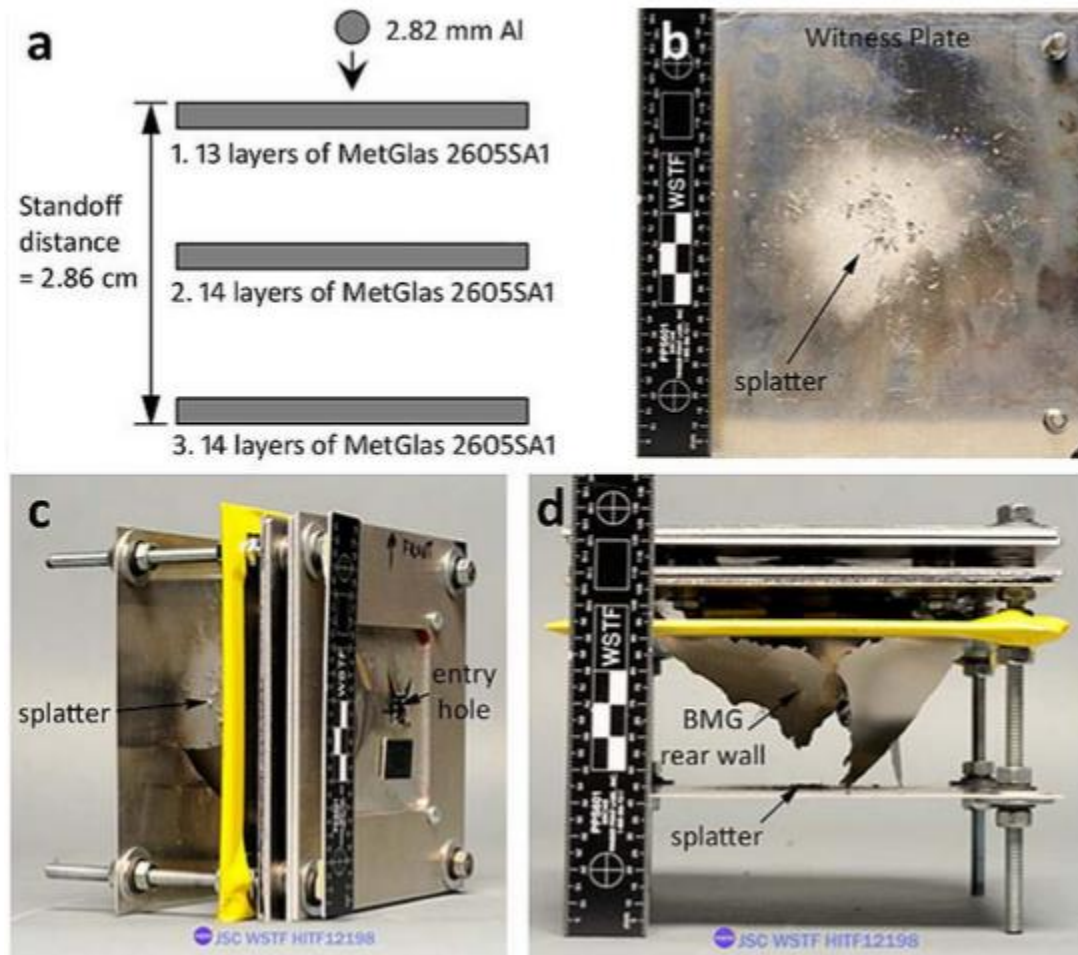 a
2.82 mm Al
1. 13 layers of MetGlas 2605SA1
Standoff
distance
= 2.86 cm
2. 14 layers of MetGlas 2605SA1
3. 14 layers of MetGlas 2605SA1
b
Witness Plate
WSTF
PPS601
splatter
c
FRONT
WSTF
entry
hole
splatter
JSC WSTF HITF12198
d
WSTF
PPS601
BMG
rear wall
splatter
JSC WSTF HITF12198